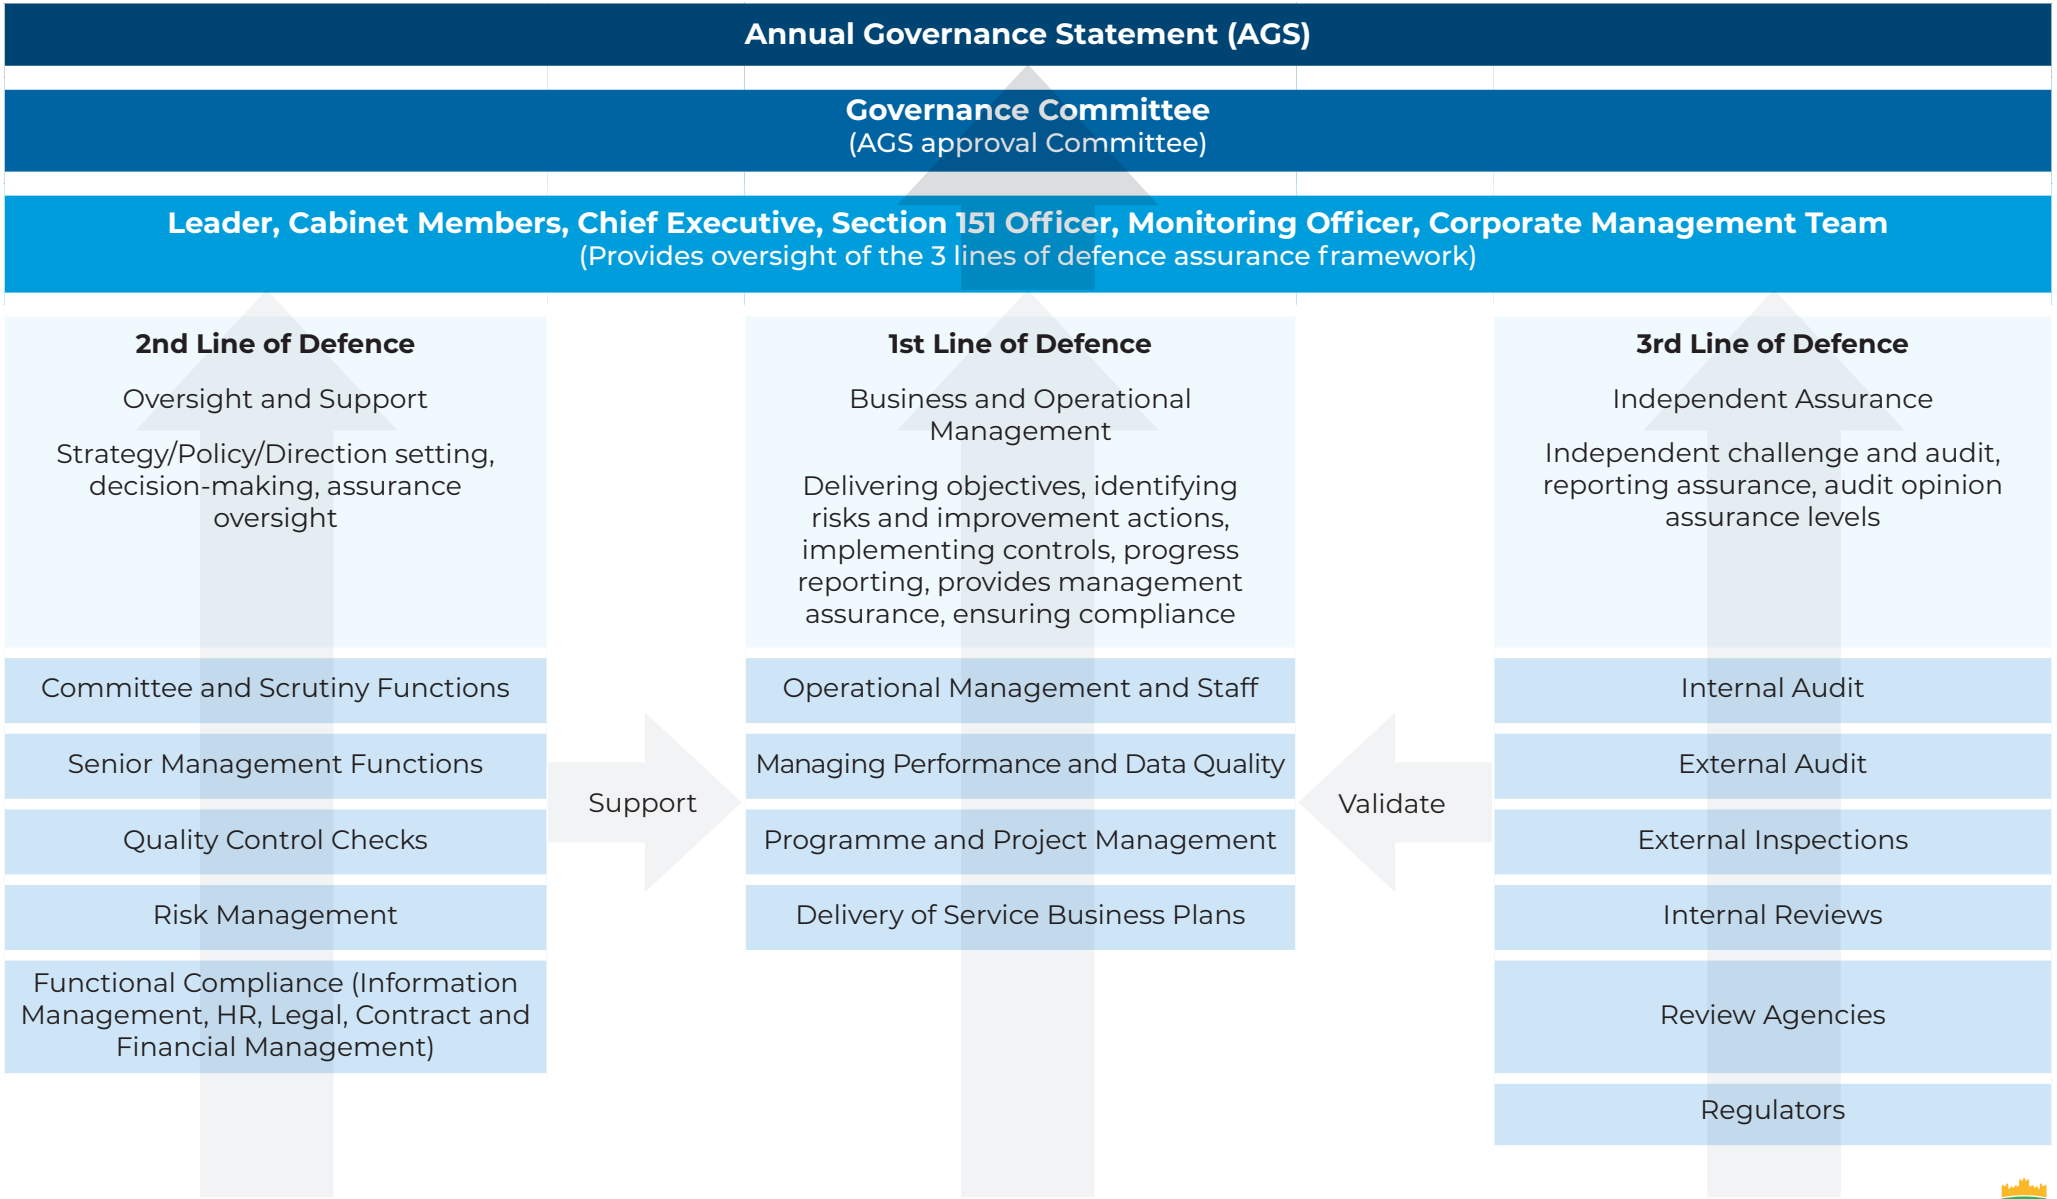 Annual Governance Statement (AGS)
Governance Committee
(AGS approval Committee)
Leader, Cabinet Members, Chief Executive, Section 151 Officer, Monitoring Officer, Corporate Management Team
(Provides oversight of the 3 lines of defence assurance framework)
2nd Line of Defence
Oversight and Support
Strategy/Policy/Direction setting,
decision-making, assurance
oversight
Committee and Scrutiny Functions
Senior Management Functions
Quality Control Checks
Risk Management
Functional Compliance (Information
Management, HR, Legal, Contract and
Financial Management)
Support
1st Line of Defence
Business and Operational
Management
Delivering objectives, identifying
risks and improvement actions,
implementing controls, progress
reporting, provides management
assurance, ensuring compliance
Operational Management and Staff
Managing Performance and Data Quality
Programme and Project Management
Delivery of Service Business Plans
Validate
3rd Line of Defence
Independent Assurance
Independent challenge and audit,
reporting assurance, audit opinion
assurance levels
Internal Audit
External Audit
External Inspections
Internal Reviews
Review Agencies
Regulators